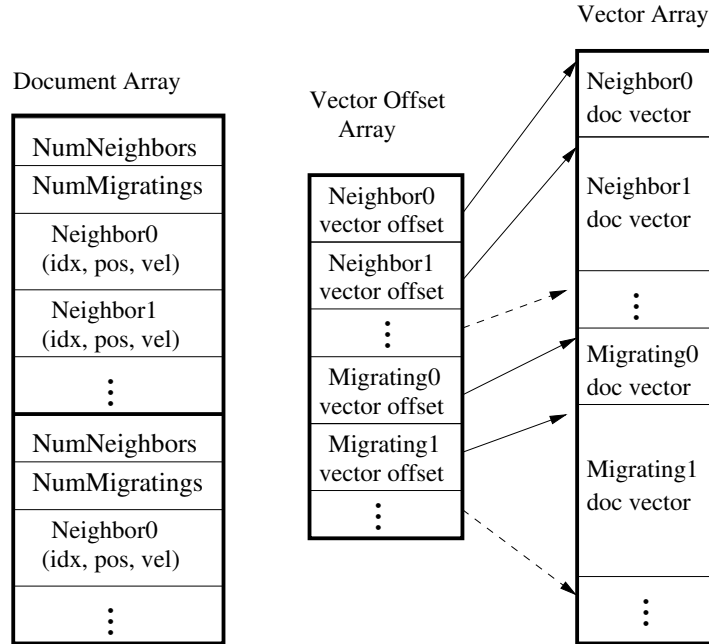 Document Array
NumNeighbors
NumMigratings
Neighbor0
(idx, pos, vel)
Neighbor1
(idx, pos, vel)
⋮
NumNeighbors
NumMigratings
Neighbor0
(idx, pos, vel)
⋮
Vector Offset
Array
Neighbor0
vector offset
Neighbor1
vector offset
⋮
Migrating0
vector offset
Migrating1
vector offset
⋮
Vector Array
Neighbor0
doc vector
Neighbor1
doc vector
⋮
Migrating0
doc vector
Migrating1
doc vector
⋮